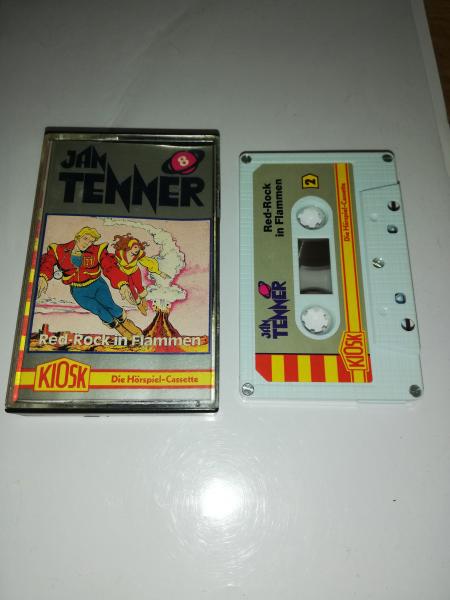 JAN
TENNER
8
Red-Rock in Flammen
KIOSK
Die Hörspiel-Cassette
JAN
TENNER
Red-Rock
in Flammen
2
KIOSK
Die Hörspiel-Cassette